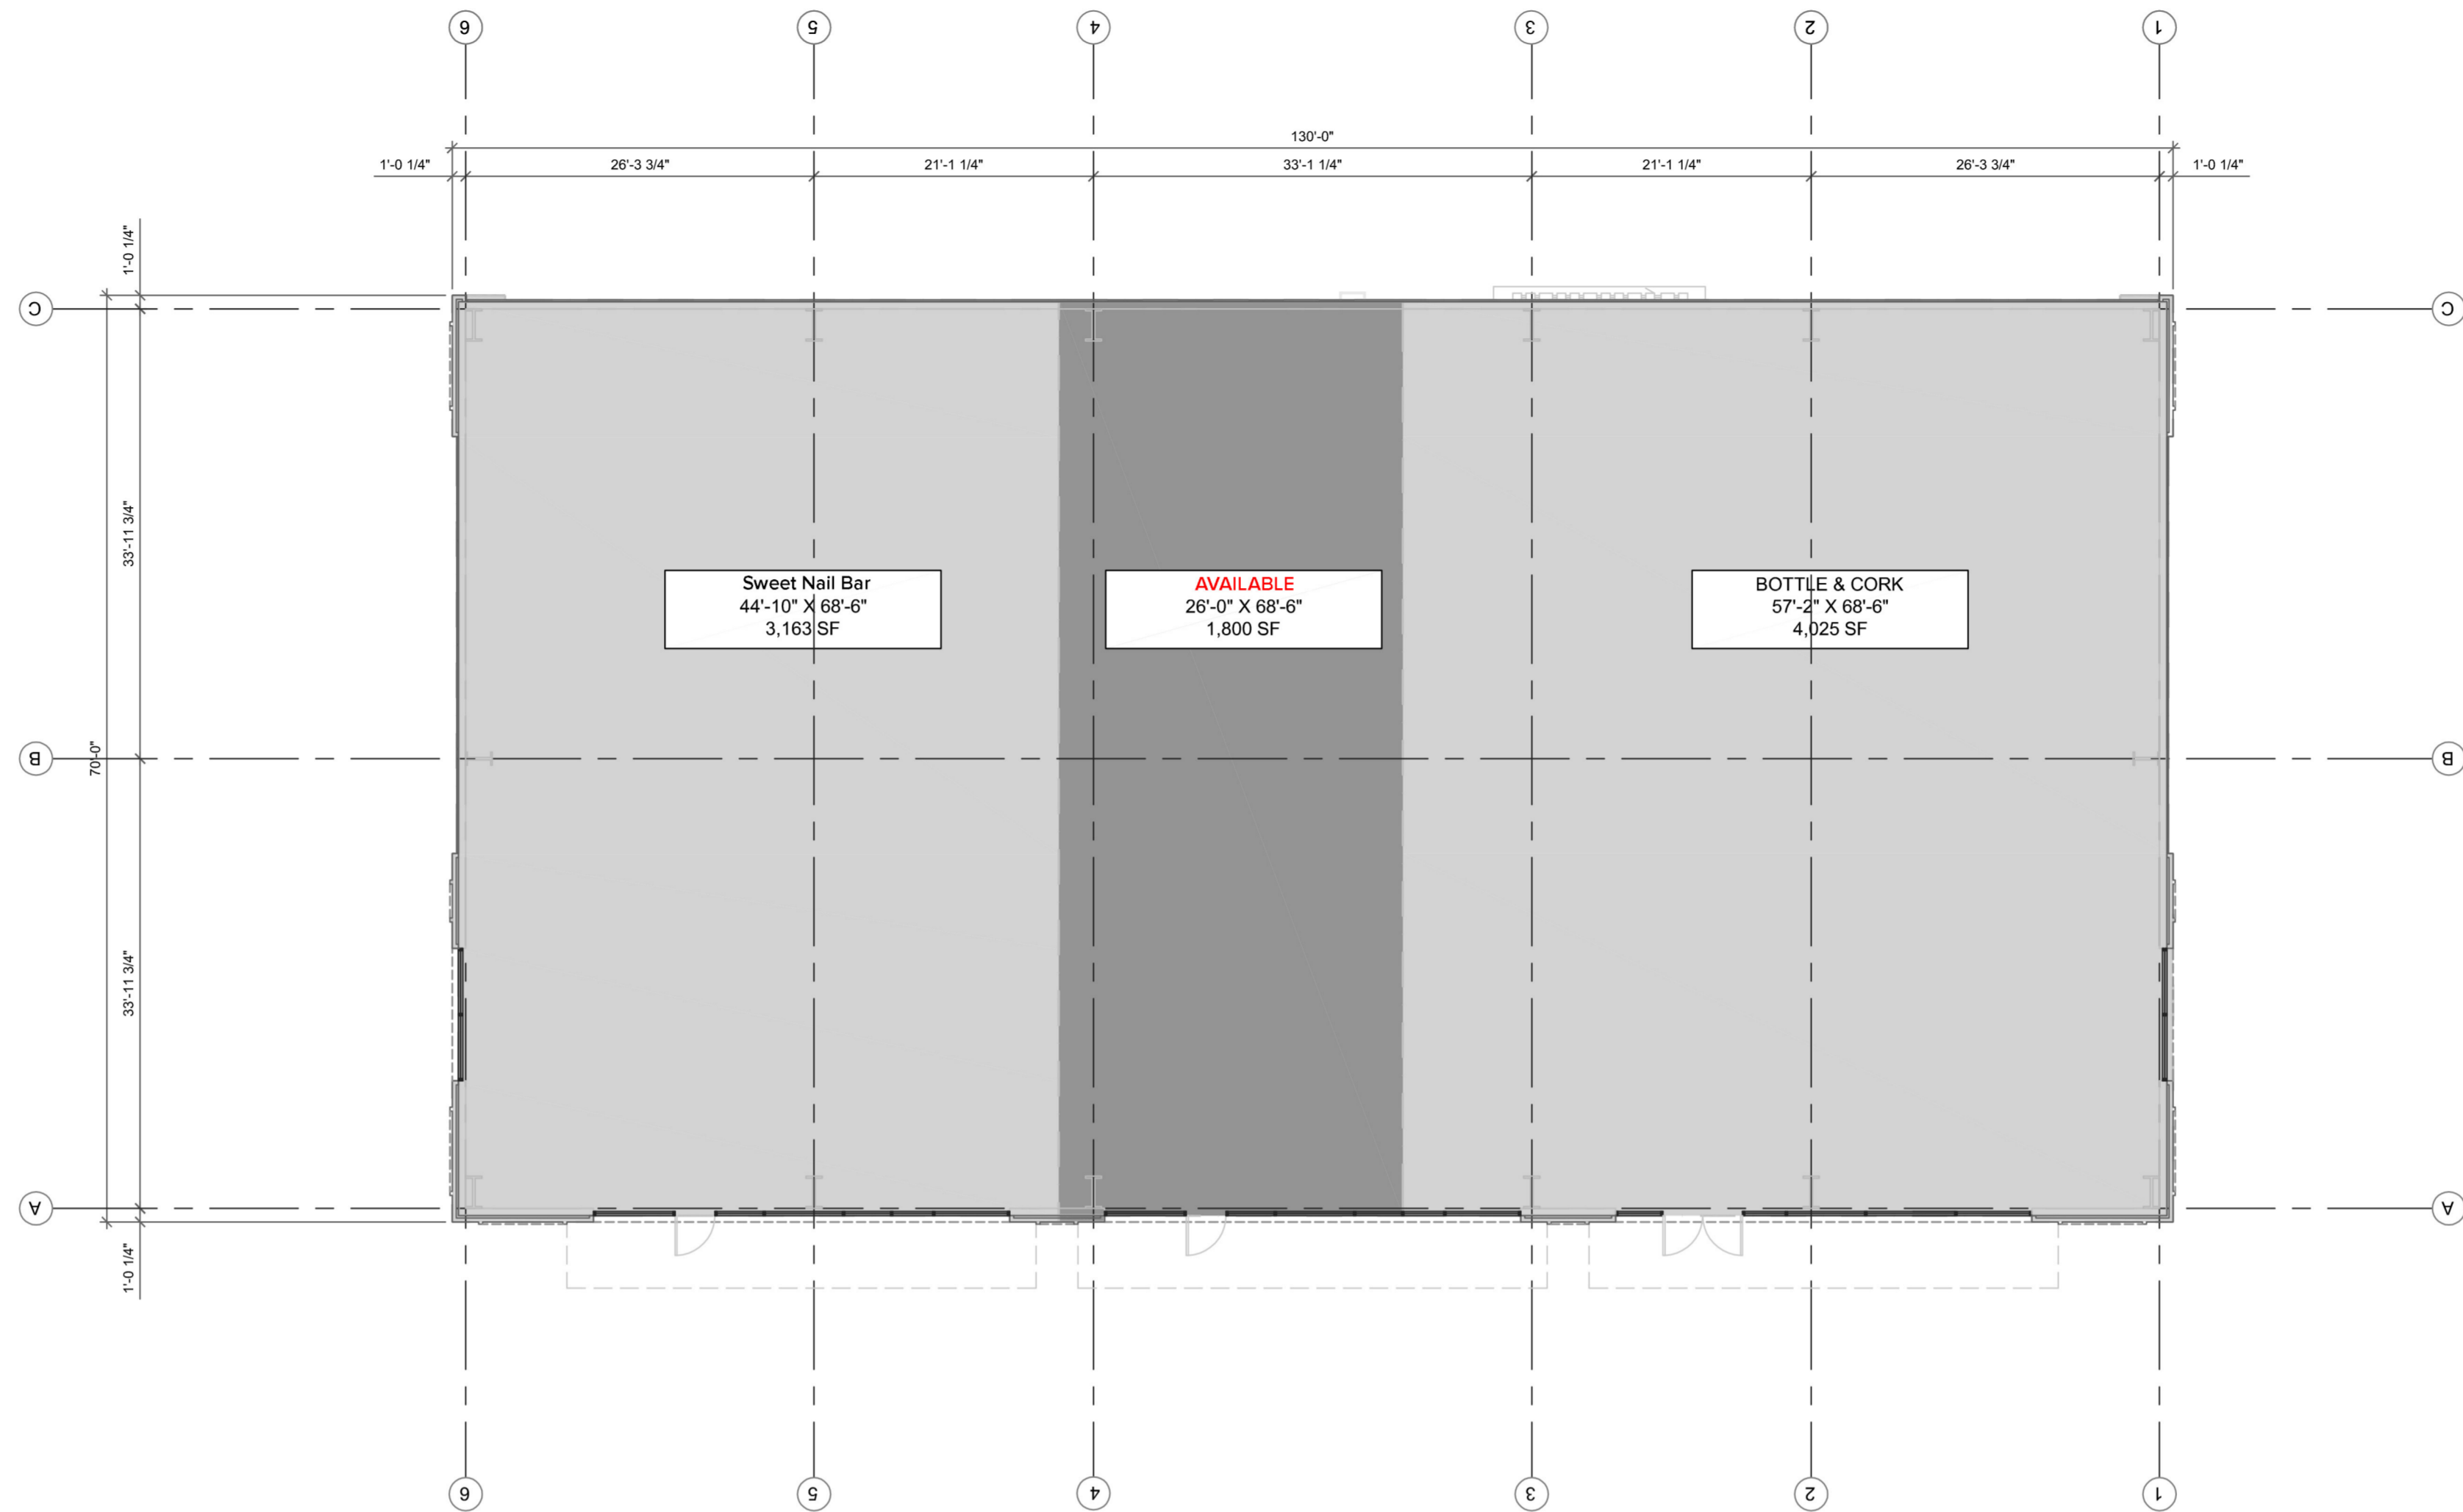 6 5 4 3 2 1
130'-0"
1'-0 1/4" 26'-3 3/4" 21'-1 1/4" 33'-1 1/4" 21'-1 1/4" 26'-3 3/4" 1'-0 1/4"
1'-0 1/4"
C C
33'-11 3/4"
Sweet Nail Bar
44'-10" X 68'-6"
3,163 SF
AVAILABLE
26'-0" X 68'-6"
1,800 SF
BOTTLE & CORK
57'-2" X 68'-6"
4,025 SF
B B
70'-0"
33'-11 3/4"
A A
1'-0 1/4"
6 5 4 3 2 1